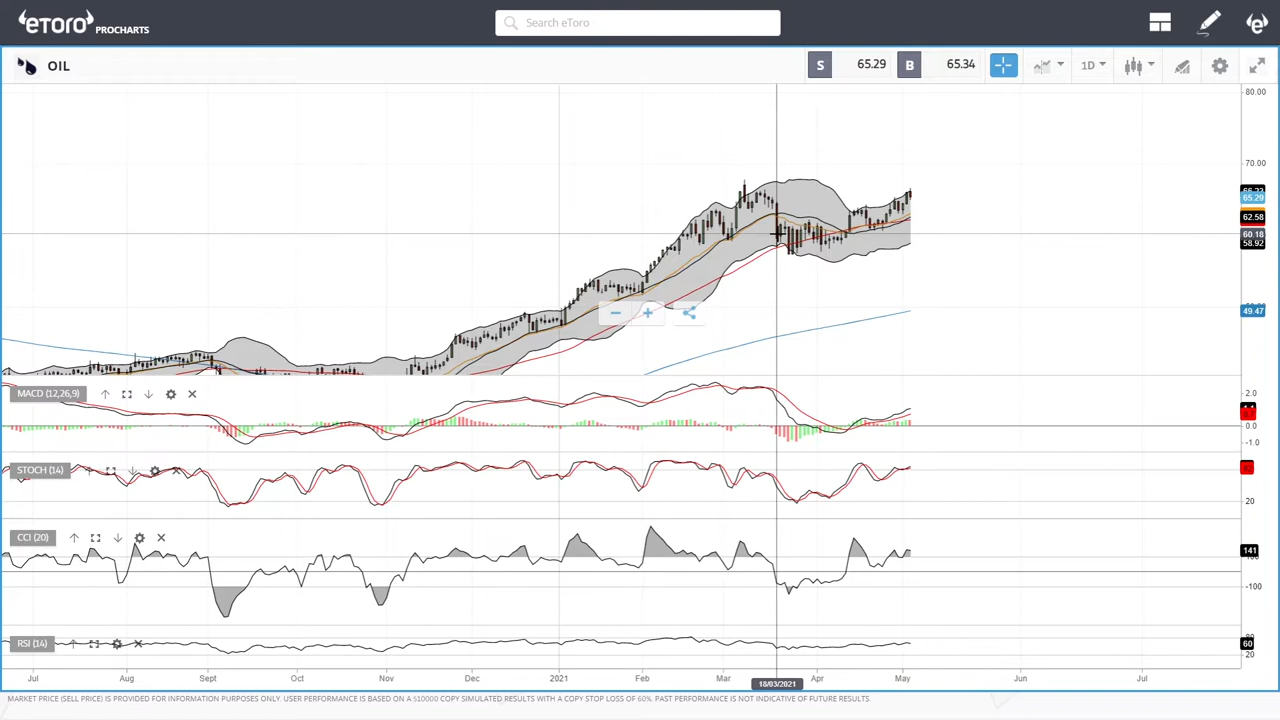 eToro PROCHARTS
Search eToro
OIL
S 65.29 B 65.34
1D
80.00
70.00
65.29
62.58
60.18
58.92
49.47
MACD (12,26,9)
2.0
0.0
-1.0
STOCH (14)
20
CCI (20)
141
-100
RSI (14)
60
20
Jul Aug Sept Oct Nov Dec 2021 Feb Mar Apr May Jun Jul
18/03/2021
MARKET PRICE (SELL PRICE) IS PROVIDED FOR INFORMATION PURPOSES ONLY. USER PERFORMANCE IS BASED ON A $10000 COPY SIMULATED RESULTS WITH A COPY STOP LOSS OF 60%. PAST PERFORMANCE IS NOT INDICATIVE OF FUTURE RESULTS.